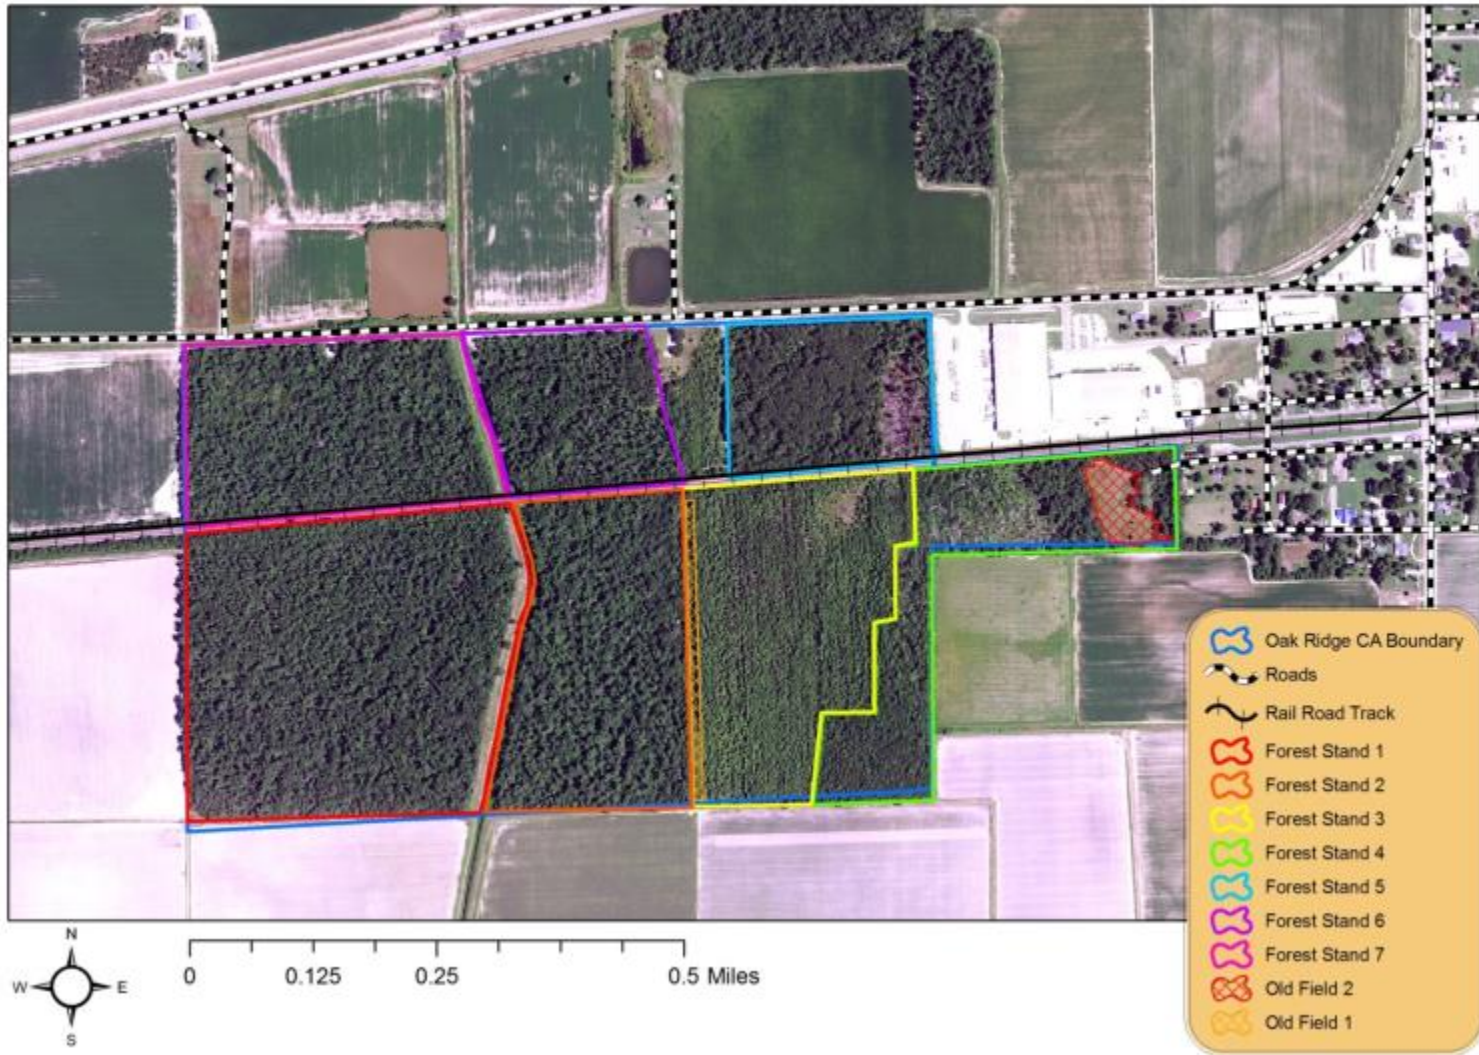 Oak Ridge CA Boundary
Roads
Rail Road Track
Forest Stand 1
Forest Stand 2
Forest Stand 3
Forest Stand 4
Forest Stand 5
Forest Stand 6
Forest Stand 7
Old Field 2
Old Field 1
N
W E
S
0 0.125 0.25 0.5 Miles